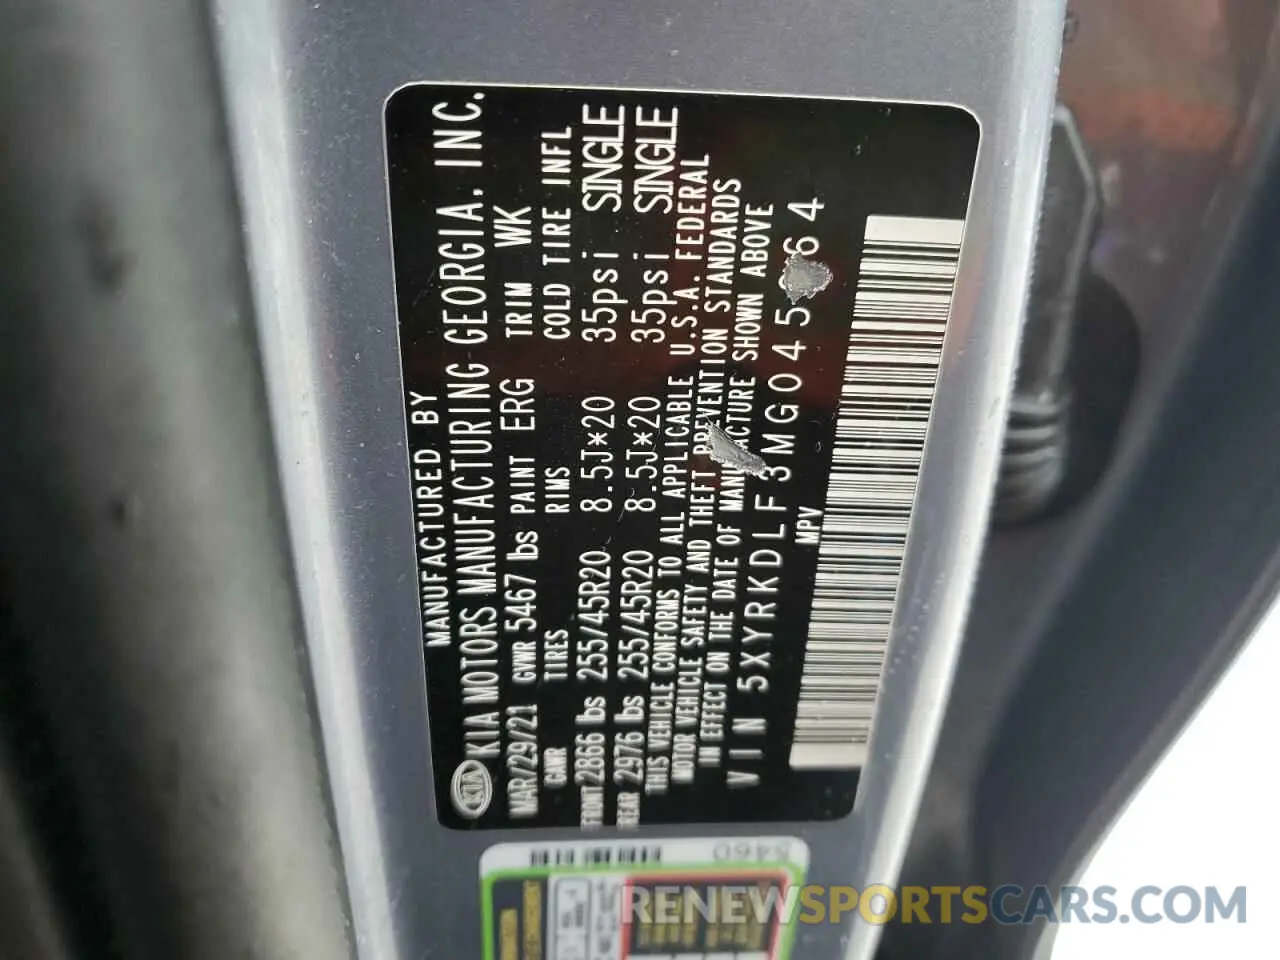 MANUFACTURED BY
KIA KIA MOTORS MANUFACTURING GEORGIA, INC.
MAR/29/21 GVWR 5467 lbs PAINT ERG TRIM WK
GAWR TIRES RIMS COLD TIRE INFL
FRONT 2866 lbs 255/45R20 8.5J*20 35psi SINGLE
REAR 2976 lbs 255/45R20 8.5J*20 35psi SINGLE
THIS VEHICLE CONFORMS TO ALL APPLICABLE U.S.A. FEDERAL
MOTOR VEHICLE SAFETY AND THEFT PREVENTION STANDARDS
IN EFFECT ON THE DATE OF MANUFACTURE SHOWN ABOVE
VIN 5XYRKDLF3MG045 64
MPV
5460
RENEWSPORTSCARS.COM